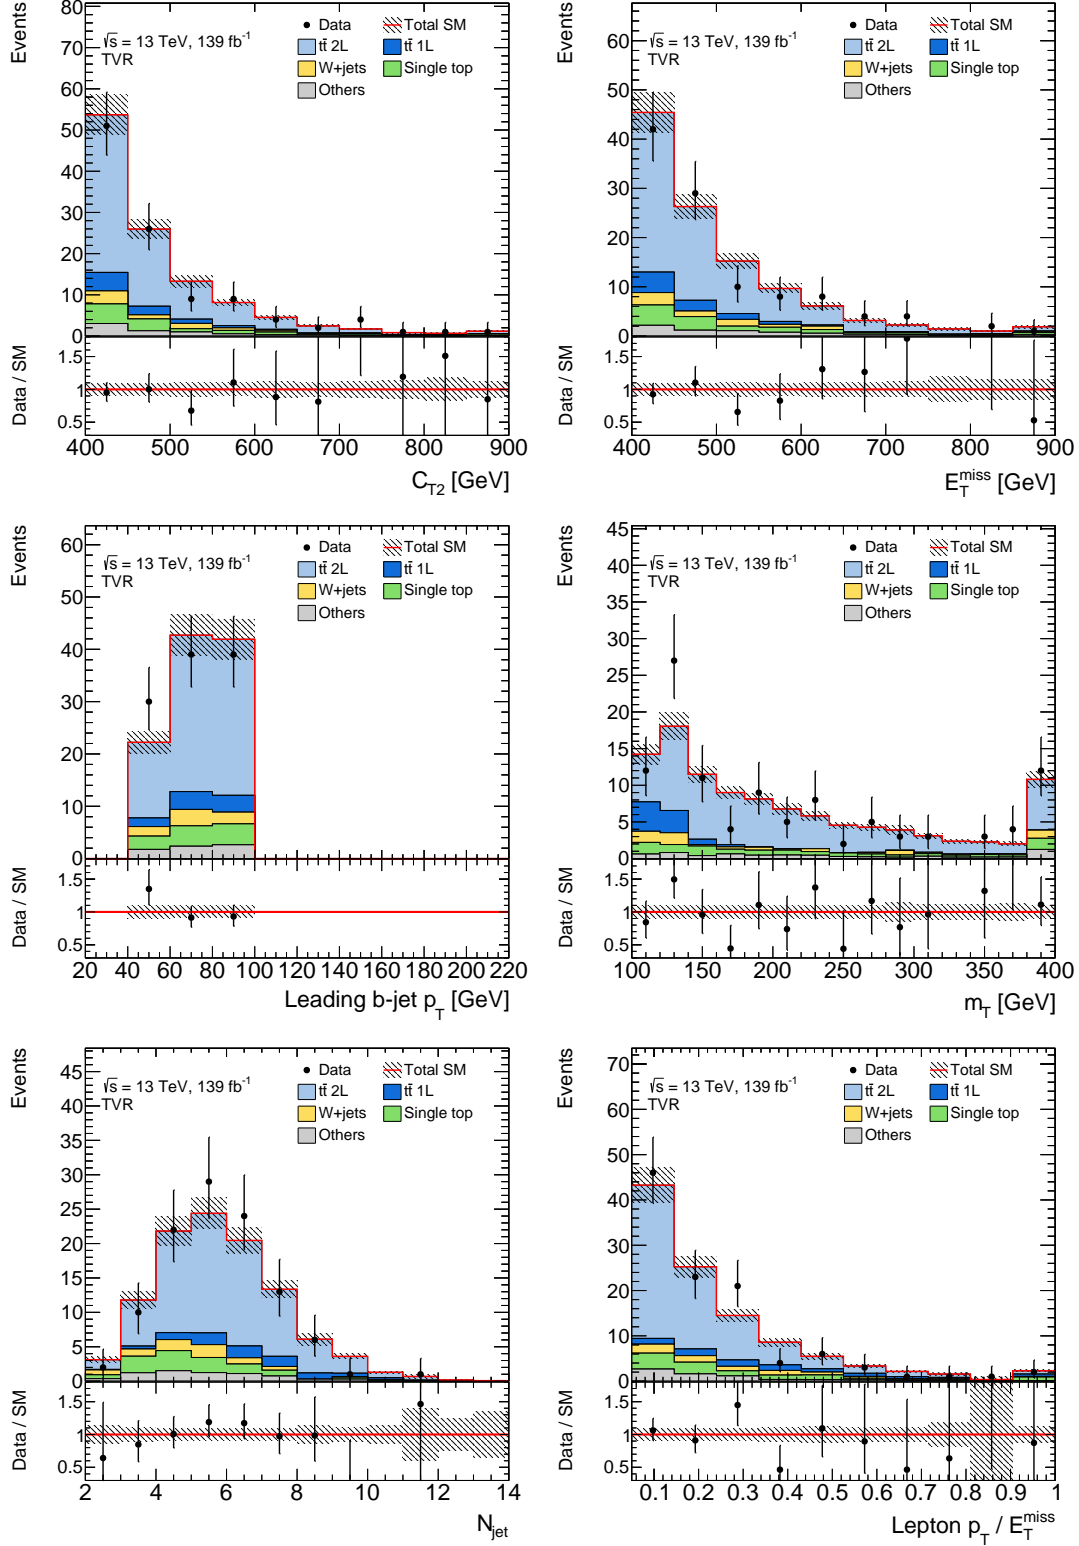 Events
80
70
60
50
40
30
20
10
0
√s = 13 TeV, 139 fb⁻¹
TVR
Data
Total SM
tt̄ 2L
tt̄ 1L
W+jets
Single top
Others
Data / SM
1.5
1
0.5
400 500 600 700 800 900
C_T2 [GeV]
Events
60
50
40
30
20
10
0
√s = 13 TeV, 139 fb⁻¹
TVR
Data
Total SM
tt̄ 2L
tt̄ 1L
W+jets
Single top
Others
Data / SM
1.5
1
0.5
400 500 600 700 800 900
E_T^miss [GeV]
Events
60
50
40
30
20
10
0
√s = 13 TeV, 139 fb⁻¹
TVR
Data
Total SM
tt̄ 2L
tt̄ 1L
W+jets
Single top
Others
Data / SM
1.5
1
0.5
20 40 60 80 100 120 140 160 180 200 220
Leading b-jet p_T [GeV]
Events
45
40
35
30
25
20
15
10
5
0
√s = 13 TeV, 139 fb⁻¹
TVR
Data
Total SM
tt̄ 2L
tt̄ 1L
W+jets
Single top
Others
Data / SM
1.5
1
0.5
100 150 200 250 300 350 400
m_T [GeV]
Events
45
40
35
30
25
20
15
10
5
0
√s = 13 TeV, 139 fb⁻¹
TVR
Data
Total SM
tt̄ 2L
tt̄ 1L
W+jets
Single top
Others
Data / SM
1.5
1
0.5
2 4 6 8 10 12 14
N_jet
Events
70
60
50
40
30
20
10
0
√s = 13 TeV, 139 fb⁻¹
TVR
Data
Total SM
tt̄ 2L
tt̄ 1L
W+jets
Single top
Others
Data / SM
1.5
1
0.5
0.1 0.2 0.3 0.4 0.5 0.6 0.7 0.8 0.9 1
Lepton p_T / E_T^miss